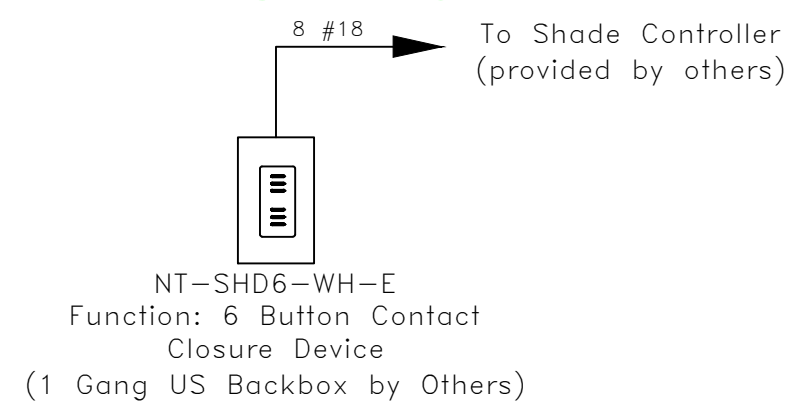 8 #18
To Shade Controller
(provided by others)
NT-SHD6-WH-E
Function: 6 Button Contact
Closure Device
(1 Gang US Backbox by Others)